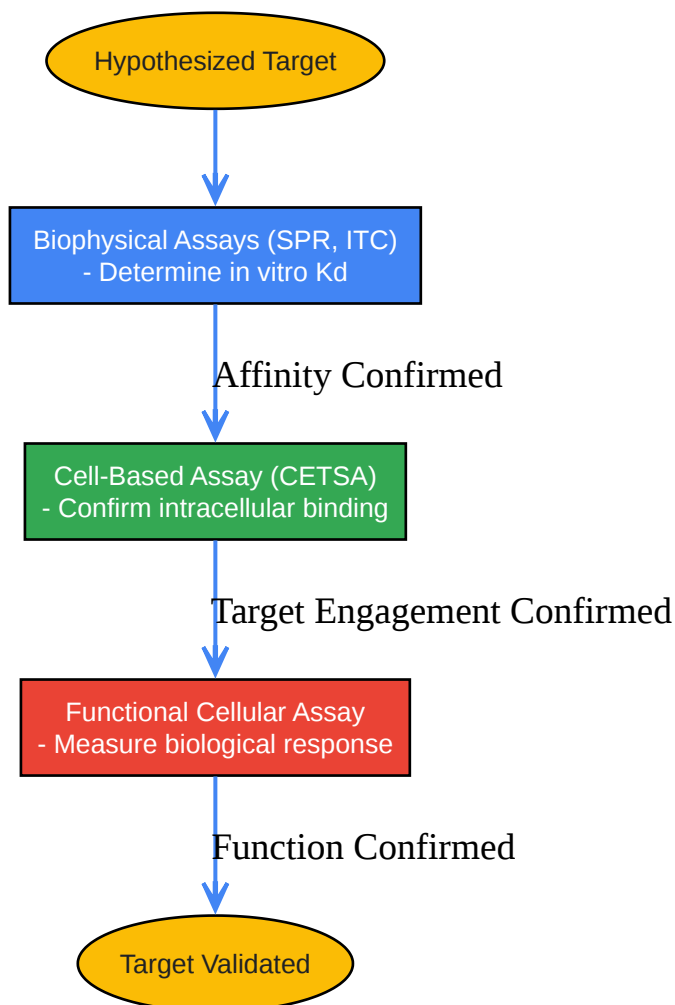 Hypothesized Target
Biophysical Assays (SPR, ITC)
- Determine in vitro Kd
Affinity Confirmed
Cell-Based Assay (CETSA)
- Confirm intracellular binding
Target Engagement Confirmed
Functional Cellular Assay
- Measure biological response
Function Confirmed
Target Validated